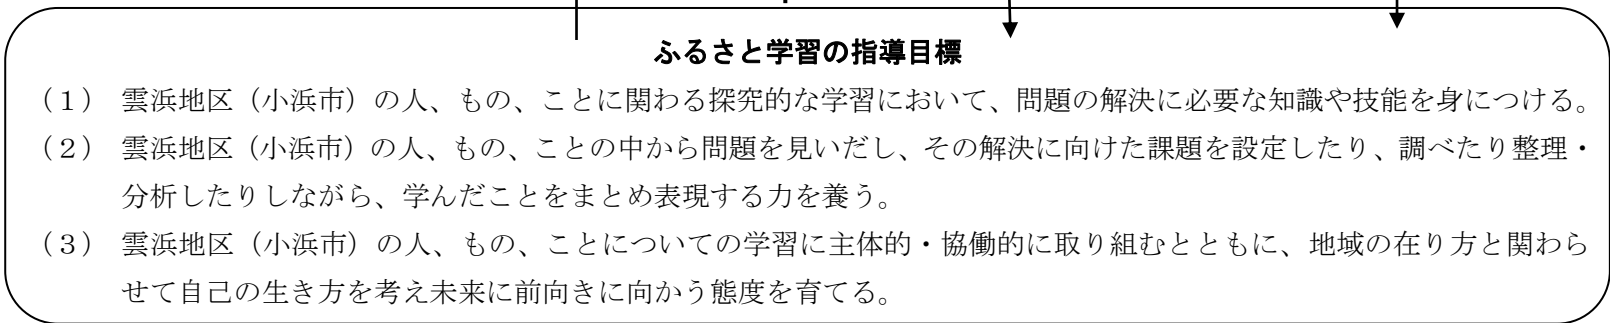 ふるさと学習の指導目標
（１） 雲浜地区（小浜市）の人、もの、ことに関わる探究的な学習において、問題の解決に必要な知識や技能を身につける。
（２） 雲浜地区（小浜市）の人、もの、ことの中から問題を見いだし、その解決に向けた課題を設定したり、調べたり整理・
分析したりしながら、学んだことをまとめ表現する力を養う。
（３） 雲浜地区（小浜市）の人、もの、ことについての学習に主体的・協働的に取り組むとともに、地域の在り方と関わら
せて自己の生き方を考え未来に前向きに向かう態度を育てる。